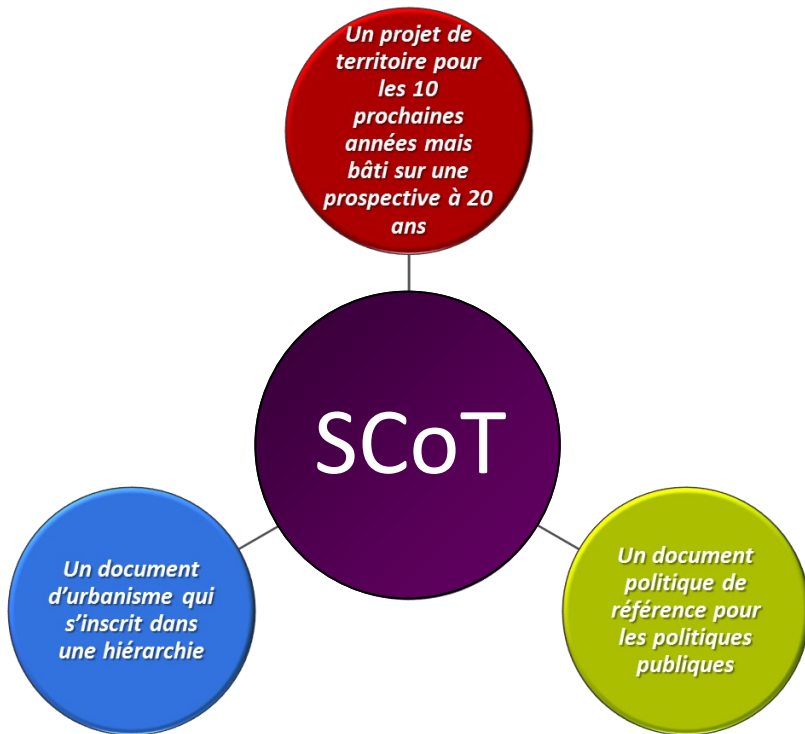 Un projet de
territoire pour
les 10
prochaines
années mais
bâti sur une
prospective à 20
ans
SCoT
Un document
d’urbanisme qui
s’inscrit dans
une hiérarchie
Un document
politique de
référence pour
les politiques
publiques